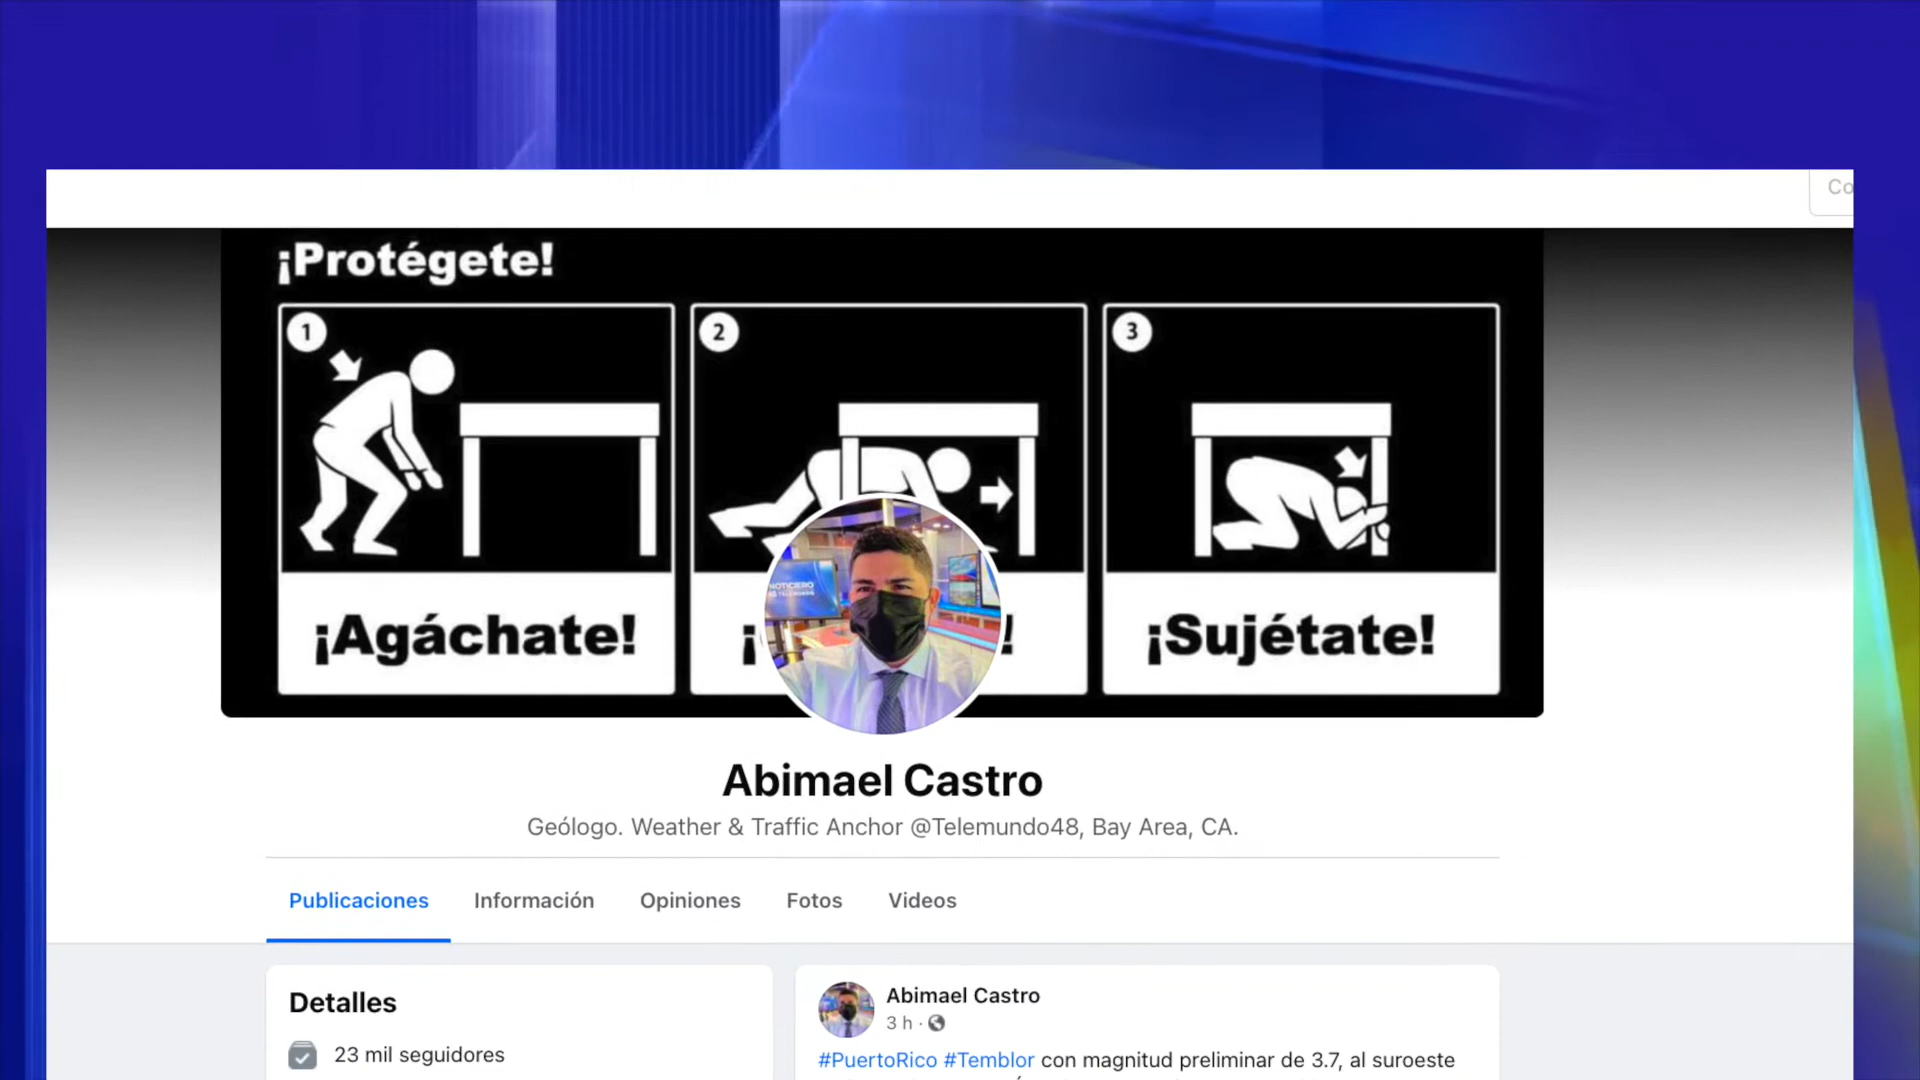 Co
¡Protégete!
1
2
3
¡Agáchate!
¡ !
¡Sujétate!
NOTICIERO
Abimael Castro
Geólogo. Weather & Traffic Anchor @Telemundo48, Bay Area, CA.
Publicaciones
Información
Opiniones
Fotos
Videos
Detalles
23 mil seguidores
Abimael Castro
3 h ·
#PuertoRico #Temblor con magnitud preliminar de 3.7, al suroeste